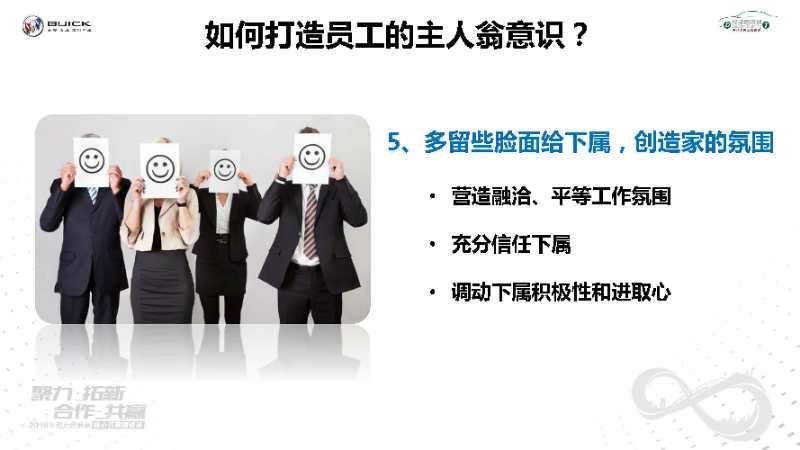 BUICK
如何打造员工的主人翁意识？
5、多留些脸面给下属，创造家的氛围
• 营造融洽、平等工作氛围
• 充分信任下属
• 调动下属积极性和进取心
聚力_拓新
合作_共赢